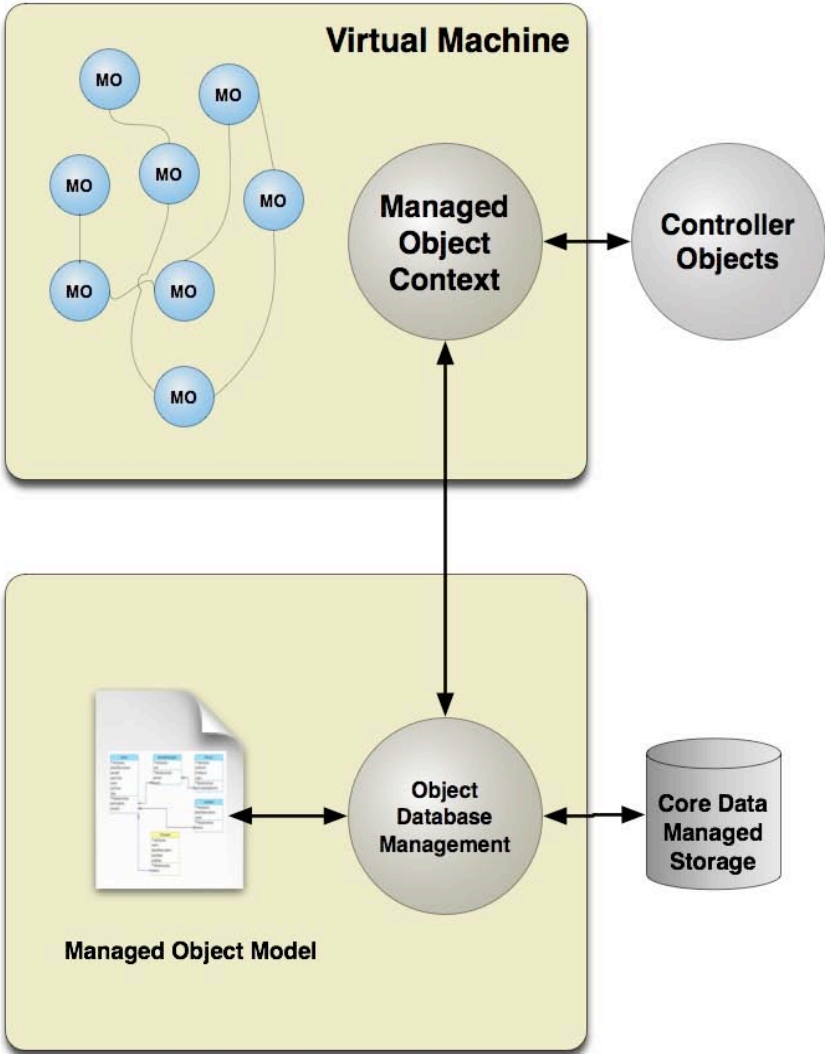 Virtual Machine
MO
MO
MO
MO
MO
MO
MO
MO
Managed
Object
Context
Controller
Objects
Object
Database
Management
Core Data
Managed
Storage
Managed Object Model